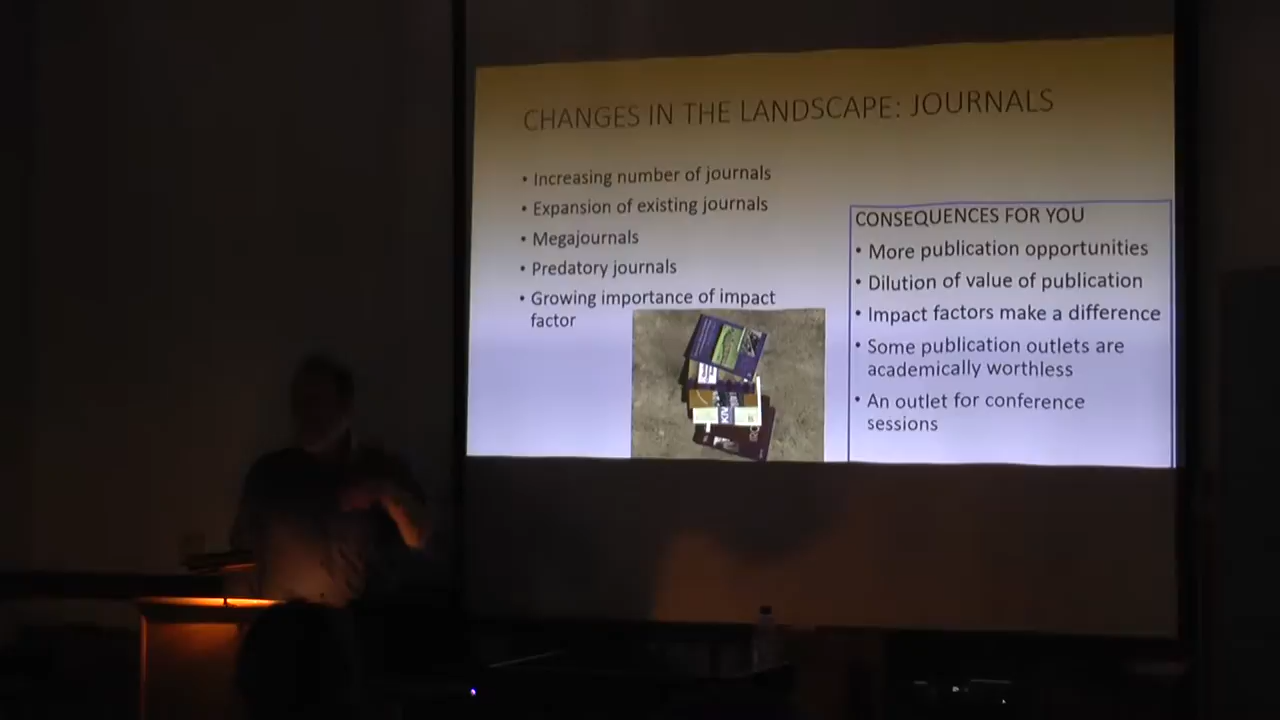 CHANGES IN THE LANDSCAPE: JOURNALS
• Increasing number of journals
• Expansion of existing journals
• Megajournals
• Predatory journals
• Growing importance of impact
factor
CONSEQUENCES FOR YOU
• More publication opportunities
• Dilution of value of publication
• Impact factors make a difference
• Some publication outlets are
academically worthless
• An outlet for conference
sessions